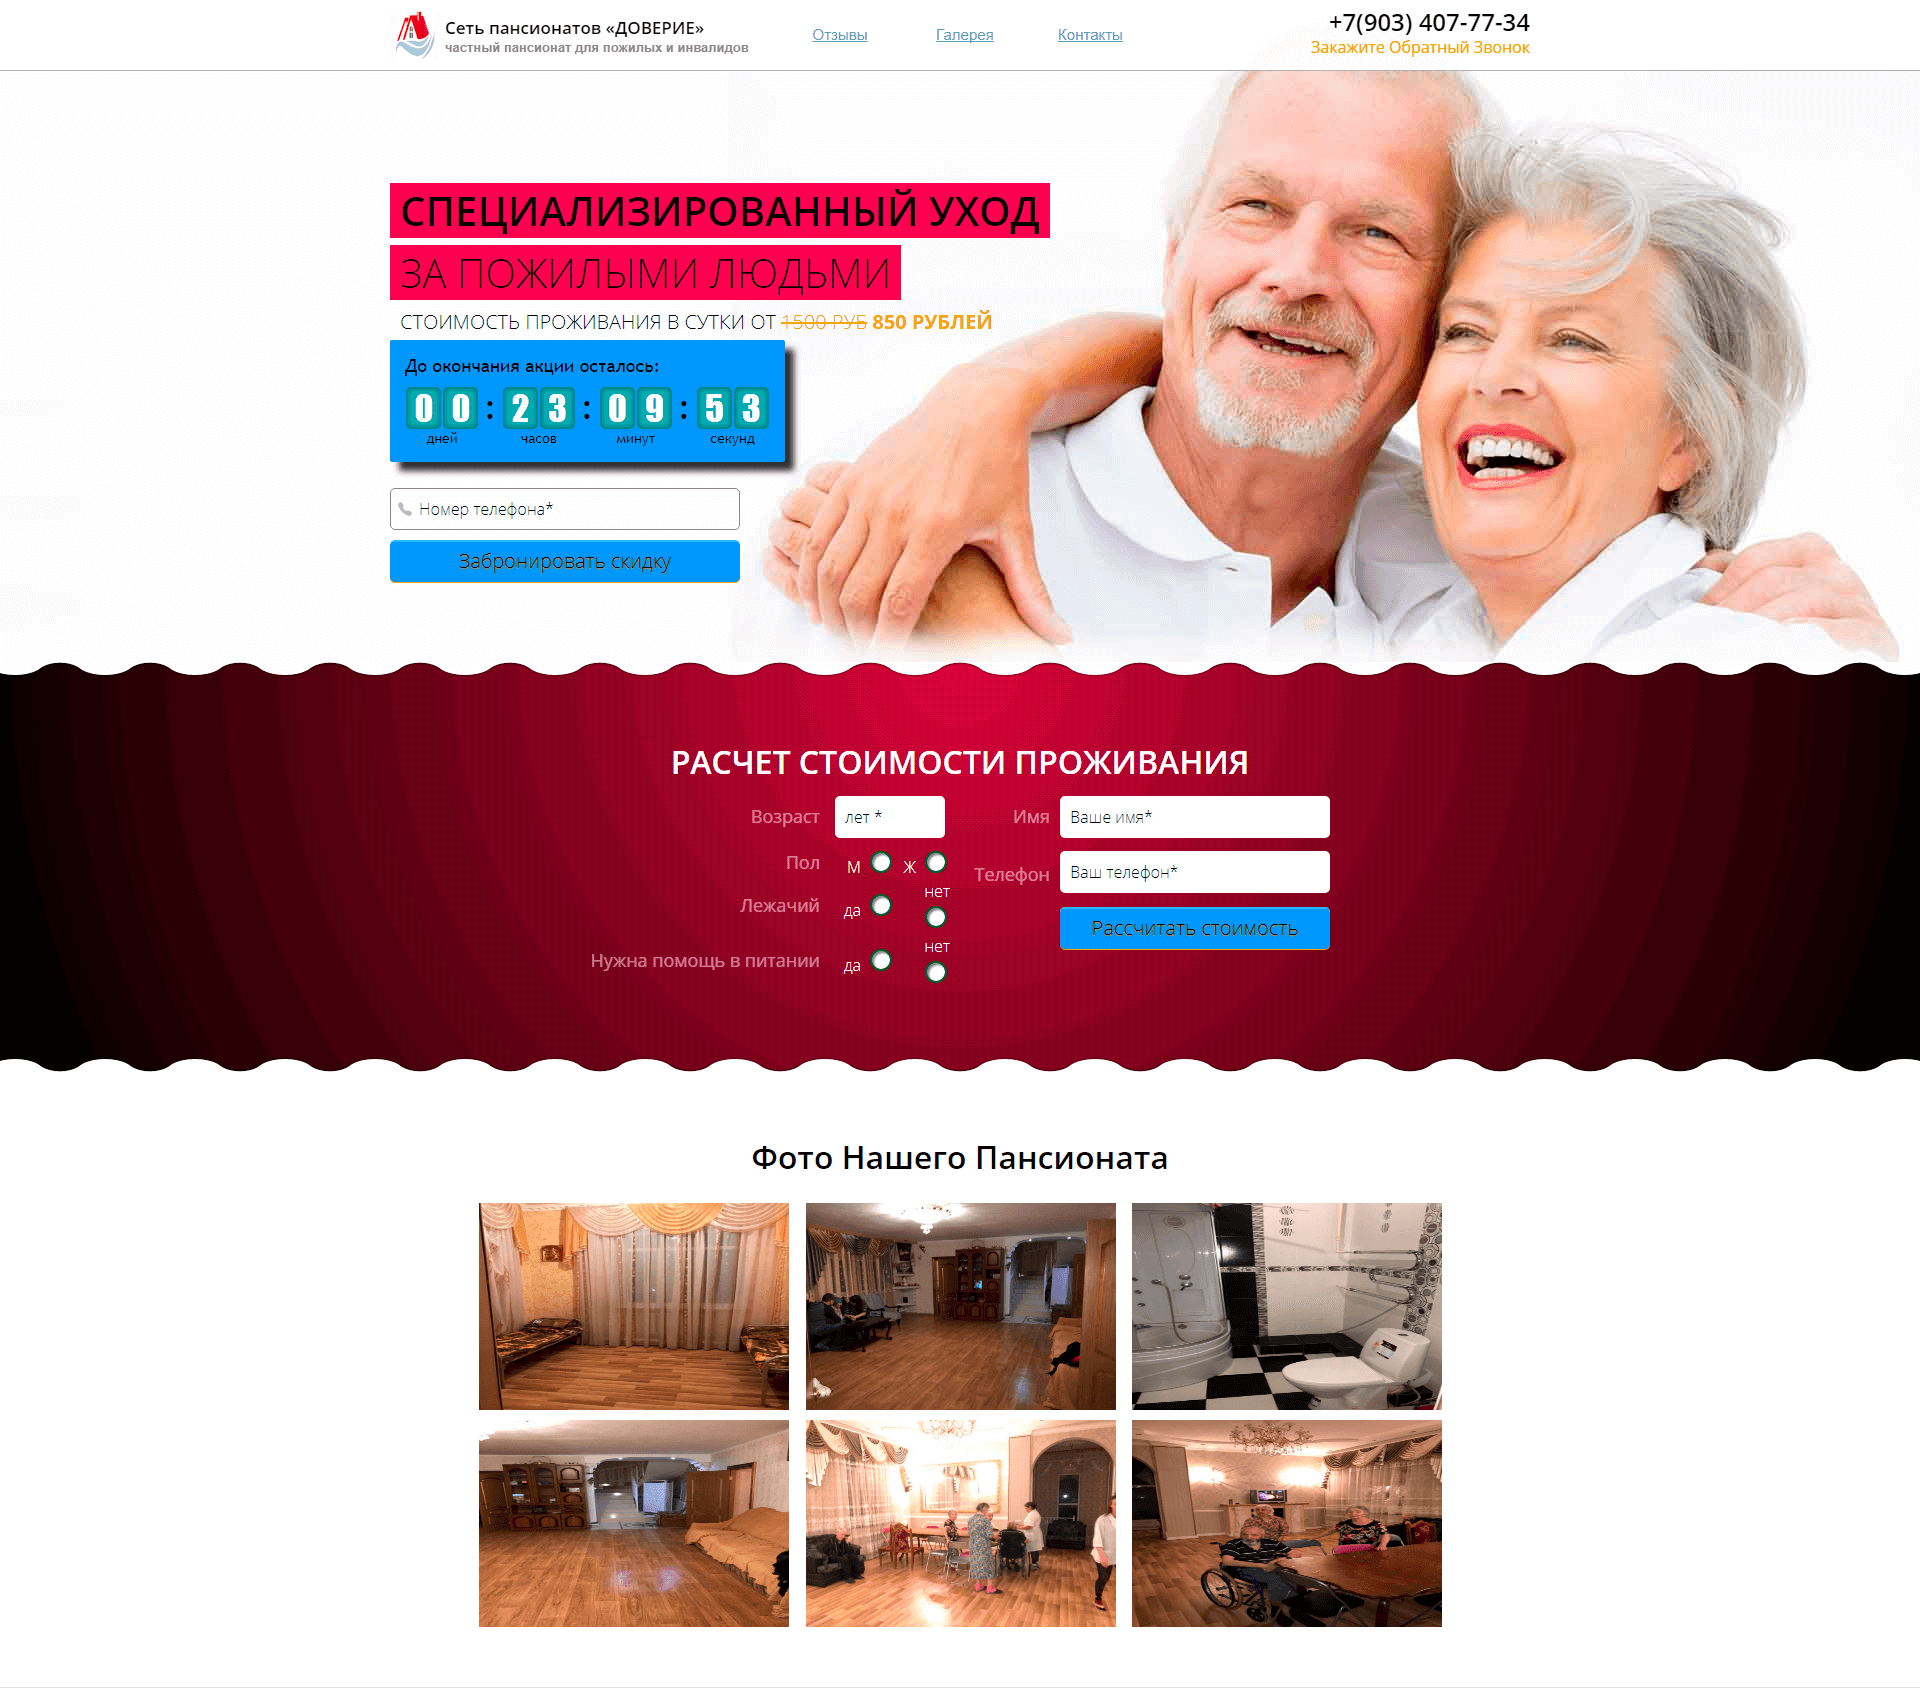 Сеть пансионатов «ДОВЕРИЕ»
частный пансионат для пожилых и инвалидов
Отзывы
Галерея
Контакты
+7(903) 407-77-34
Закажите Обратный Звонок
СПЕЦИАЛИЗИРОВАННЫЙ УХОД
ЗА ПОЖИЛЫМИ ЛЮДЬМИ
СТОИМОСТЬ ПРОЖИВАНИЯ В СУТКИ ОТ 1500 РУБ 850 РУБЛЕЙ
До окончания акции осталось:
00 : 23 : 09 : 53
дней часов минут секунд
Номер телефона*
Забронировать скидку
РАСЧЕТ СТОИМОСТИ ПРОЖИВАНИЯ
Возраст лет *
Имя Ваше имя*
Пол М Ж
Телефон Ваш телефон*
Лежачий да нет
Рассчитать стоимость
Нужна помощь в питании да нет
Фото Нашего Пансионата